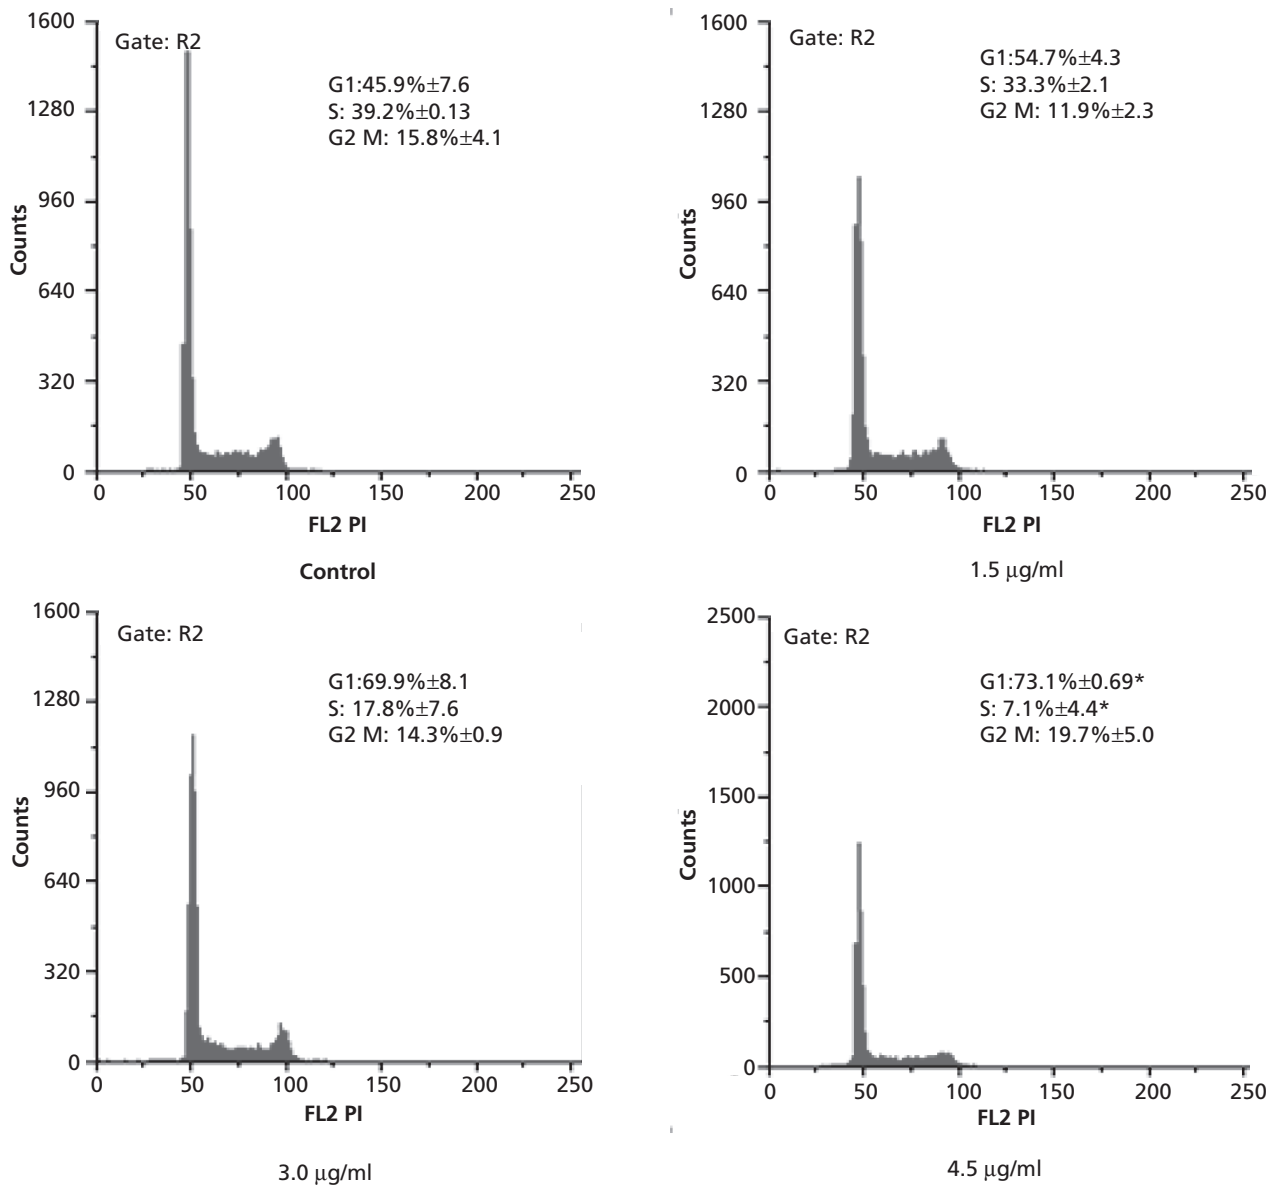 1600
1280
960
640
320
0
Counts
Gate: R2
G1:45.9%±7.6
S: 39.2%±0.13
G2 M: 15.8%±4.1
0 50 100 150 200 250
FL2 PI
Control
1600
1280
960
640
320
0
Counts
Gate: R2
G1:54.7%±4.3
S: 33.3%±2.1
G2 M: 11.9%±2.3
0 50 100 150 200 250
FL2 PI
1.5 μg/ml
1600
1280
960
640
320
0
Counts
Gate: R2
G1:69.9%±8.1
S: 17.8%±7.6
G2 M: 14.3%±0.9
0 50 100 150 200 250
FL2 PI
3.0 μg/ml
2500
2000
1500
1000
500
0
Counts
Gate: R2
G1:73.1%±0.69*
S: 7.1%±4.4*
G2 M: 19.7%±5.0
0 50 100 150 200 250
FL2 PI
4.5 μg/ml